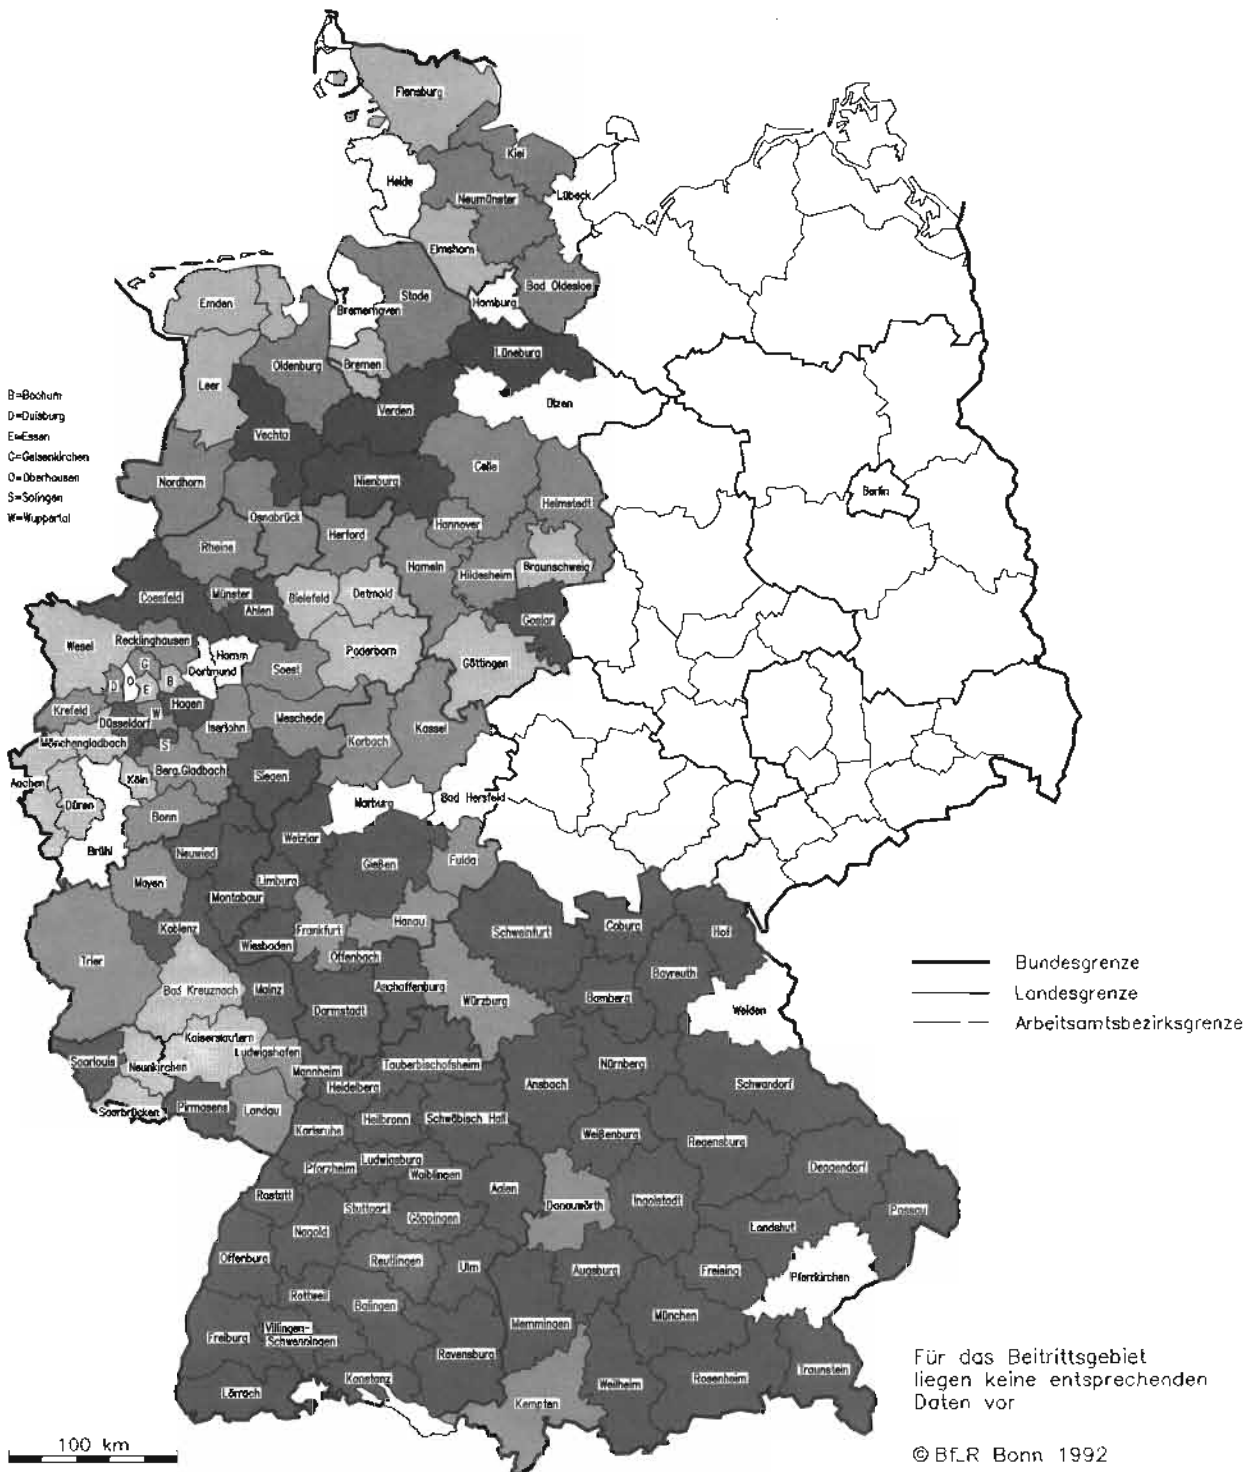 Flensburg
Kiel
Heide
Neumünster
Lübeck
Elmshorn
Bad Oldesloe
Emden
Stade
Hamburg
Bremerhaven
Lüneburg
Oldenburg
Bremen
Leer
B=Bochum
D=Duisburg
E=Essen
G=Gelsenkirchen
O=Oberhausen
S=Solingen
W=Wuppertal
Ülzen
Verden
Vechta
Celle
Nordhorn
Nienburg
Berlin
Helmstedt
Osnabrück
Hannover
Herford
Rheine
Hameln
Hildesheim
Braunschweig
Coesfeld
Münster
Ahlen
Bielefeld
Detmold
Goslar
Wesel
Recklinghausen
Hamm
Dortmund
Soest
Paderborn
Göttingen
G
D
O
E
B
Hagen
Krefeld
W
Düsseldorf
Iserlohn
Meschede
Korbach
Kassel
Mönchengladbach
S
Berg.Gladbach
Siegen
Aachen
Köln
Düren
Marburg
Bad Hersfeld
Bonn
Brühl
Neuwied
Wetzlar
Gießen
Fulda
Mayen
Limburg
Montabaur
Koblenz
Hanau
Frankfurt
Schweinfurt
Coburg
Hof
Wiesbaden
Offenbach
Trier
Bad Kreuznach
Mainz
Aschaffenburg
Bayreuth
Bundesgrenze
Würzburg
Bamberg
Landesgrenze
Darmstadt
Weiden
Arbeitsamtsbezirksgrenze
Kaiserslautern
Ludwigshafen
Saarlouis
Neunkirchen
Mannheim
Tauberbischofsheim
Nürnberg
Ansbach
Schwandorf
Heidelberg
Saarbrücken
Pirmasens
Landau
Heilbronn
Schwäbisch Hall
Karlsruhe
Weißenburg
Regensburg
Pforzheim
Ludwigsburg
Waiblingen
Deggendorf
Rastatt
Aalen
Donauwörth
Ingolstadt
Stuttgart
Göppingen
Passau
Nagold
Landshut
Offenburg
Reutlingen
Ulm
Augsburg
Freising
Pfarrkirchen
Rottweil
Balingen
Memmingen
München
Freiburg
Villingen-
Schwenningen
Ravensburg
Lörrach
Konstanz
Kempten
Weilheim
Rosenheim
Traunstein
Für das Beitrittsgebiet
liegen keine entsprechenden
Daten vor
100 km
© BfLR Bonn 1992